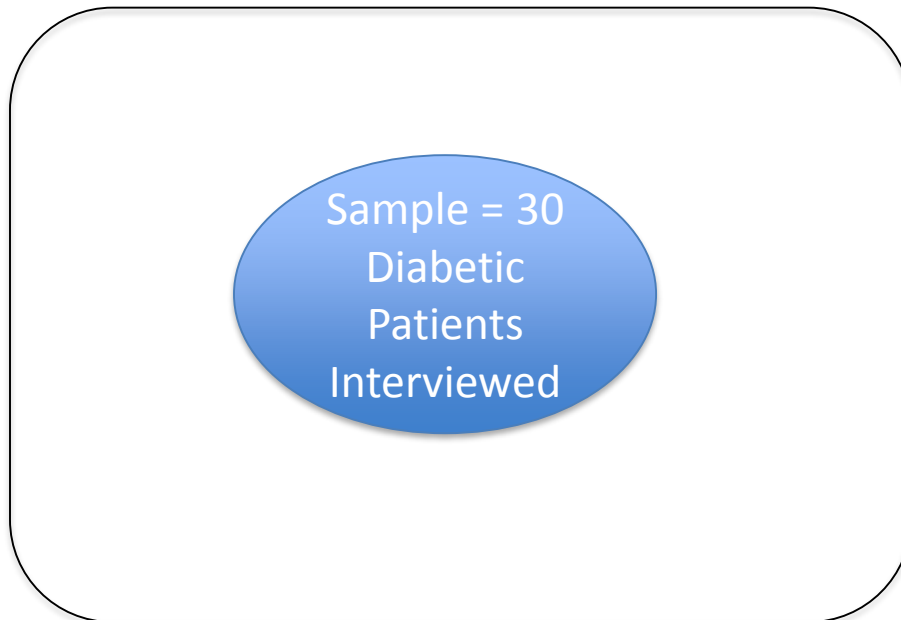 Sample = 30
Diabetic
Patients
Interviewed